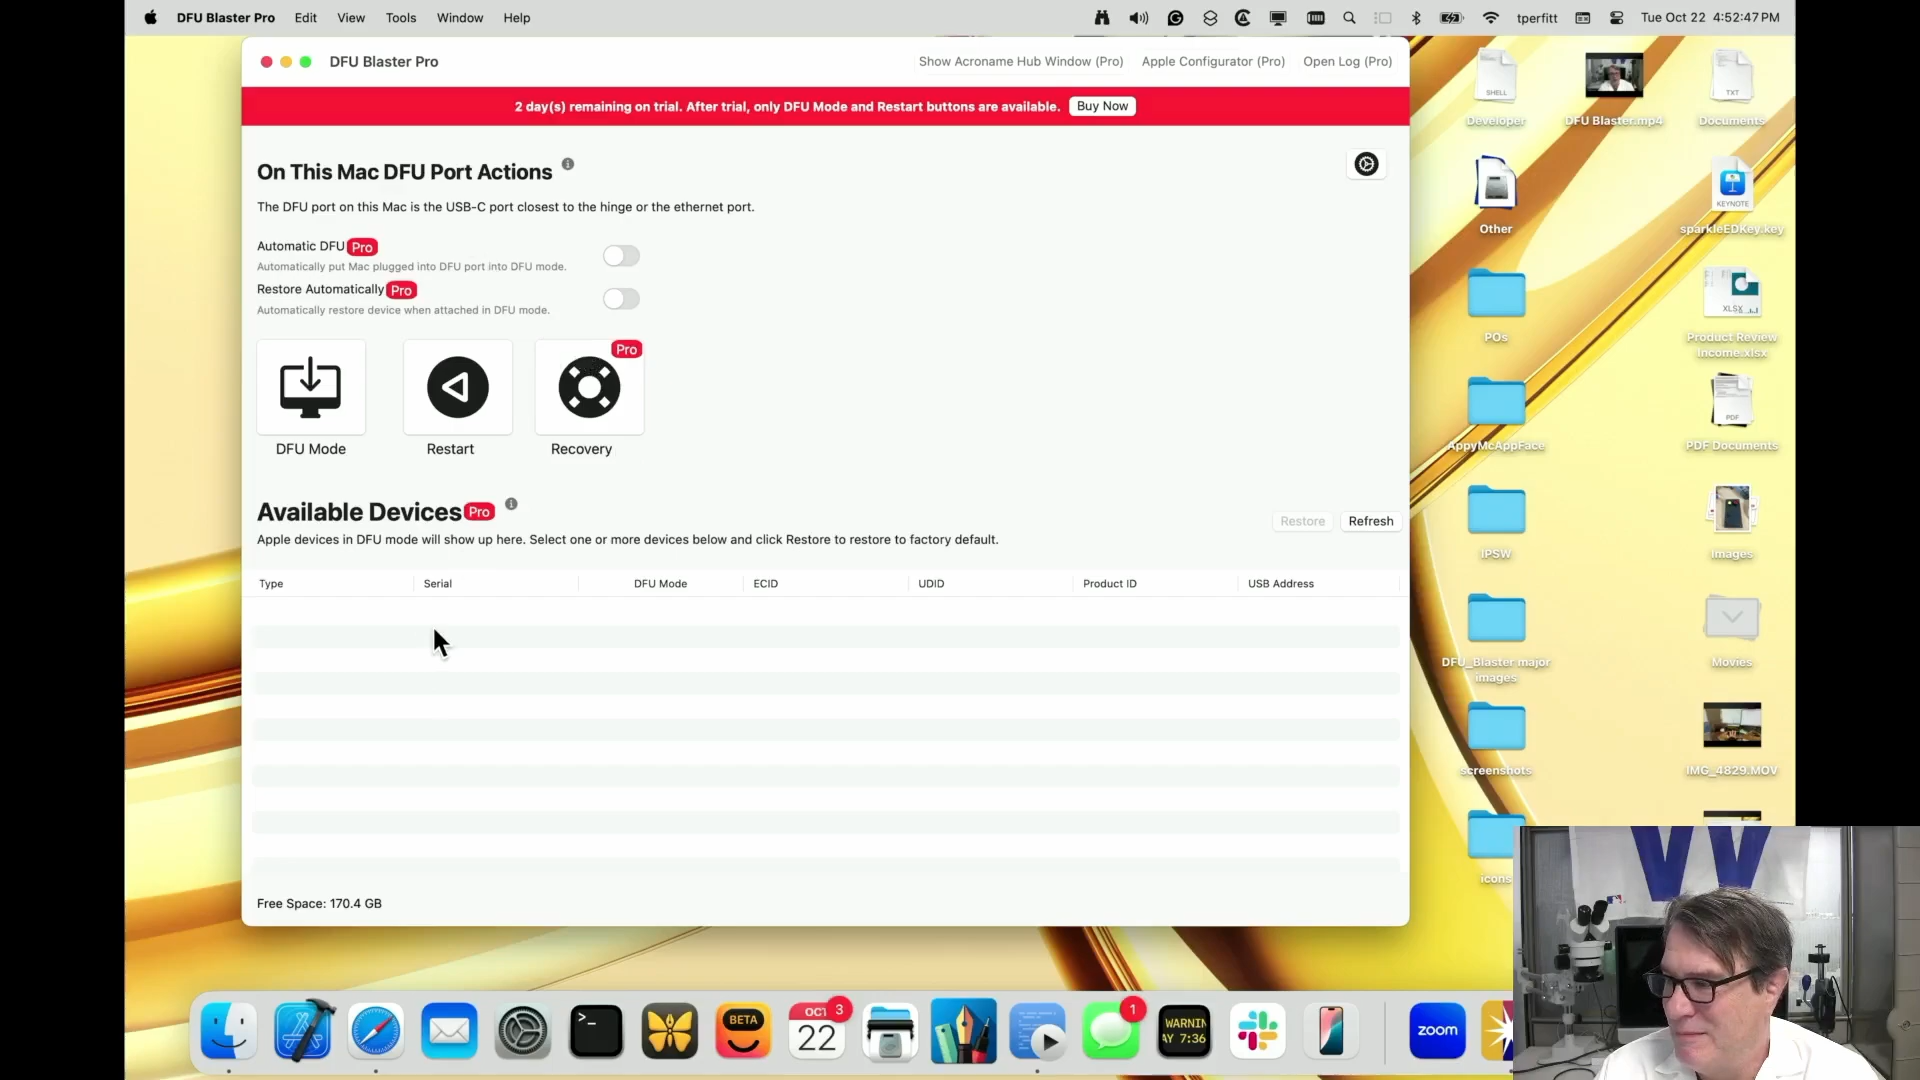 DFU Blaster Pro Edit View Tools Window Help
tperfitt Tue Oct 22 4:52:47 PM
DFU Blaster Pro
Show Acroname Hub Window (Pro) Apple Configurator (Pro) Open Log (Pro)
2 day(s) remaining on trial. After trial, only DFU Mode and Restart buttons are available. Buy Now
On This Mac DFU Port Actions
The DFU port on this Mac is the USB-C port closest to the hinge or the ethernet port.
Automatic DFU Pro
Automatically put Mac plugged into DFU port into DFU mode.
Restore Automatically Pro
Automatically restore device when attached in DFU mode.
Pro
DFU Mode Restart Recovery
Available Devices Pro
Restore Refresh
Apple devices in DFU mode will show up here. Select one or more devices below and click Restore to restore to factory default.
Type Serial DFU Mode ECID UDID Product ID USB Address
Free Space: 170.4 GB
SHELL
TXT
Developer DFU Blaster.mp4 Documents
KEYNOTE
Other sparkleEDKey.key
XLSX
POs Product Review
Income.xlsx
PDF
AppyMcAppFace PDF Documents
IPSW Images
DFU_Blaster major
images
Movies
screenshots IMG_4829.MOV
icons
BETA
OCT 3
22
1
WARNIN
AY 7:36
zoom